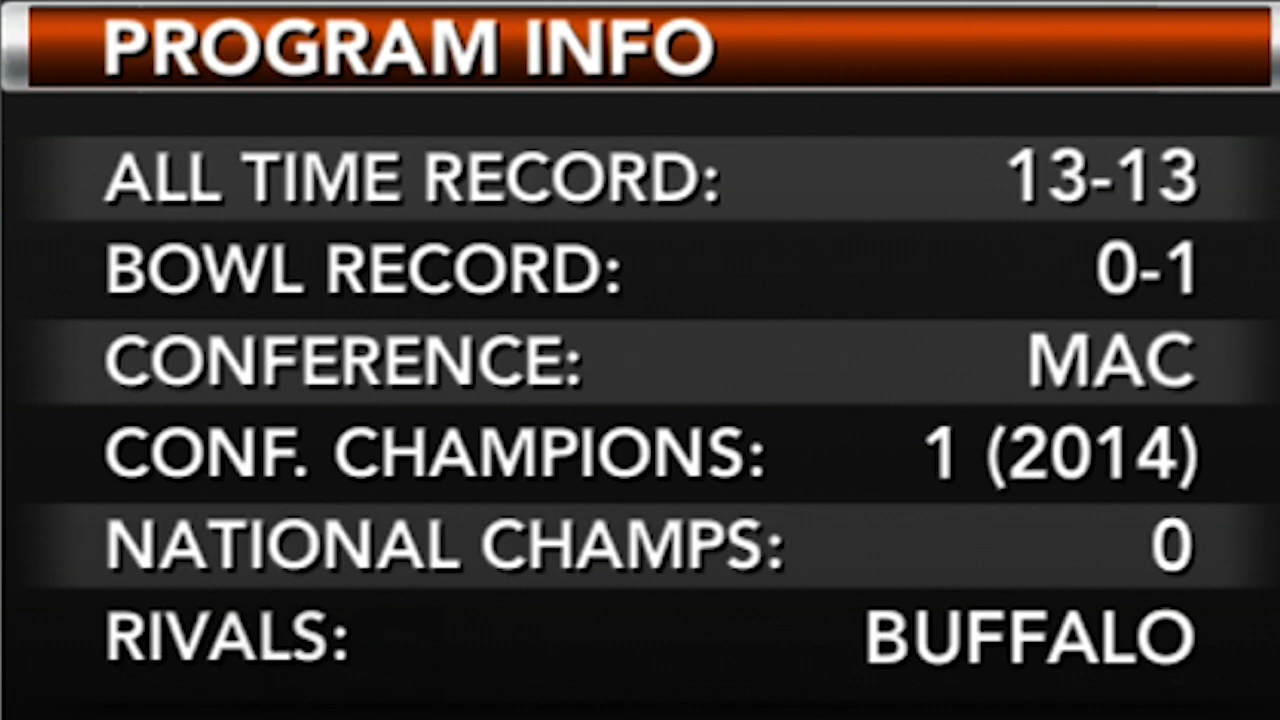 PROGRAM INFO
ALL TIME RECORD: 13-13
BOWL RECORD: 0-1
CONFERENCE: MAC
CONF. CHAMPIONS: 1 (2014)
NATIONAL CHAMPS: 0
RIVALS: BUFFALO